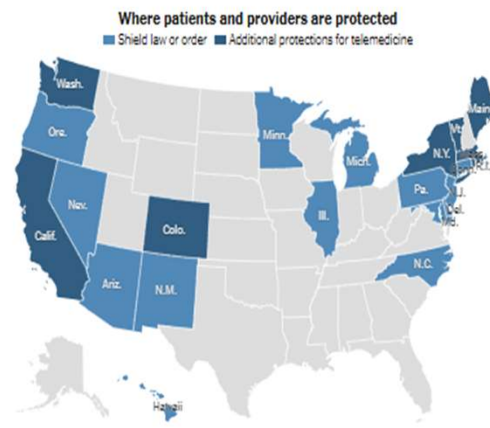 Where patients and providers are protected
Shield law or order Additional protections for telemedicine
Wash.
Ore.
Calif.
Nev.
Ariz.
N.M.
Colo.
Minn.
Ill.
Mich.
Maine
Vt.
N.Y.
Pa.
N.J.
Del.
Md.
N.C.
Hawaii